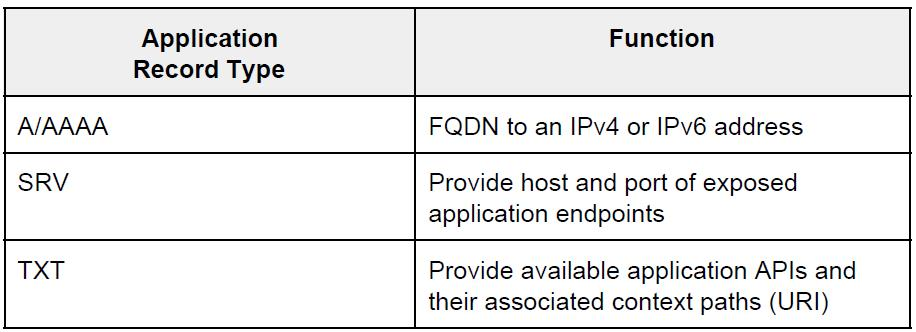 Application
Record Type
Function
A/AAAA
FQDN to an IPv4 or IPv6 address
SRV
Provide host and port of exposed
application endpoints
TXT
Provide available application APIs and
their associated context paths (URI)